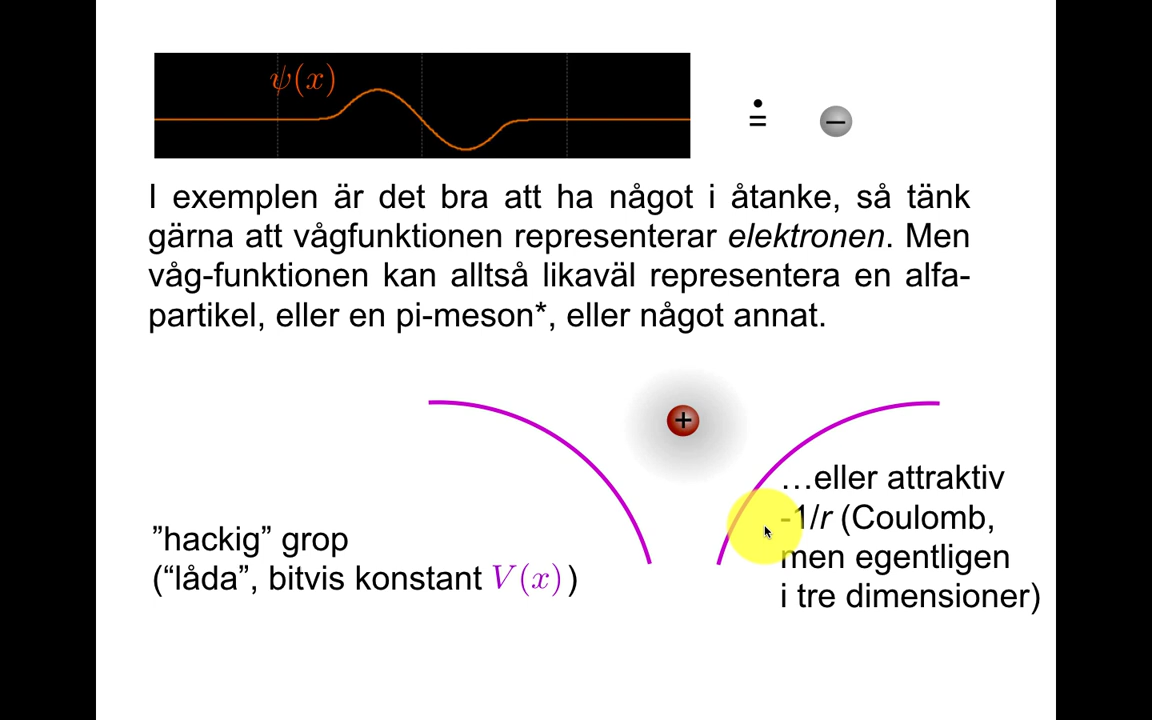 ψ(x)
≐ −
I exemplen är det bra att ha något i åtanke, så tänk
gärna att vågfunktionen representerar elektronen. Men
våg-funktionen kan alltså likaväl representera en alfa-
partikel, eller en pi-meson*, eller något annat.
+
”hackig” grop
(“låda”, bitvis konstant V(x))
…eller attraktiv
-1/r (Coulomb,
men egentligen
i tre dimensioner)